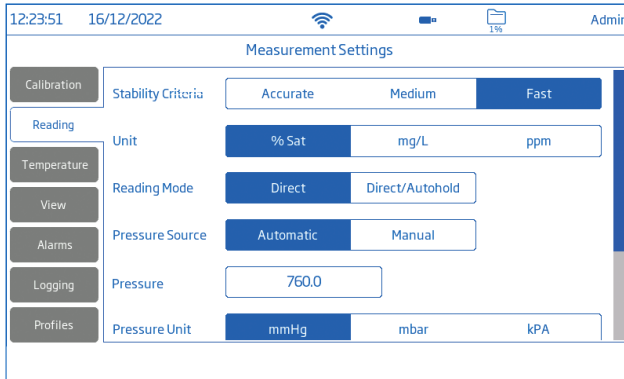 12:23:51 16/12/2022 1% Admin
Measurement Settings
Calibration
Stability Criteria Accurate Medium Fast
Reading
Unit % Sat mg/L ppm
Temperature
Reading Mode Direct Direct/Autohold
View
Pressure Source Automatic Manual
Alarms
Logging
Pressure 760.0
Profiles
Pressure Unit mmHg mbar kPA